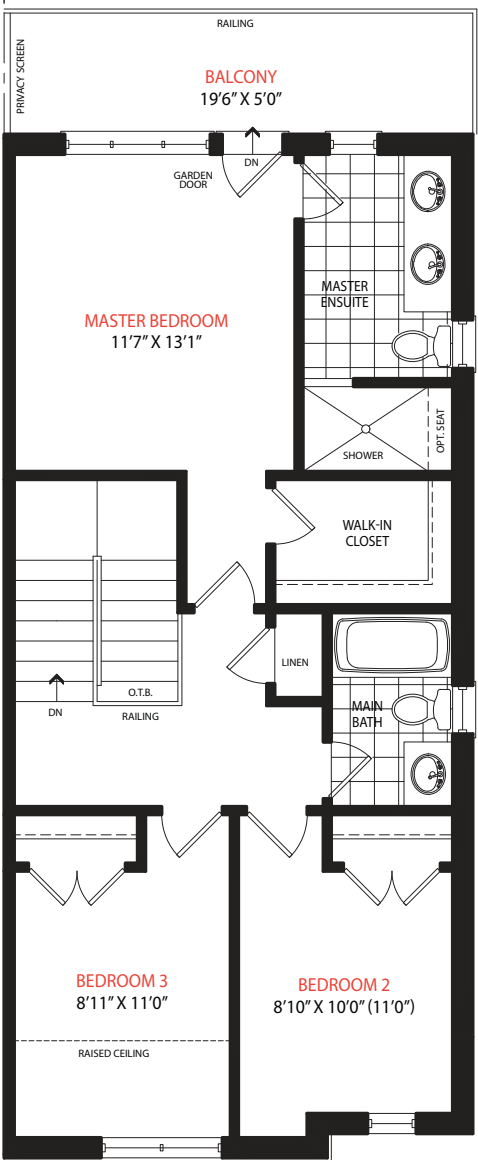 RAILING
PRIVACY SCREEN
BALCONY
19'6" X 5'0"
DN
GARDEN
DOOR
MASTER
ENSUITE
MASTER BEDROOM
11'7" X 13'1"
OPT. SEAT
SHOWER
WALK-IN
CLOSET
LINEN
O.T.B.
DN
RAILING
MAIN
BATH
BEDROOM 3
8'11" X 11'0"
BEDROOM 2
8'10" X 10'0" (11'0")
RAISED CEILING